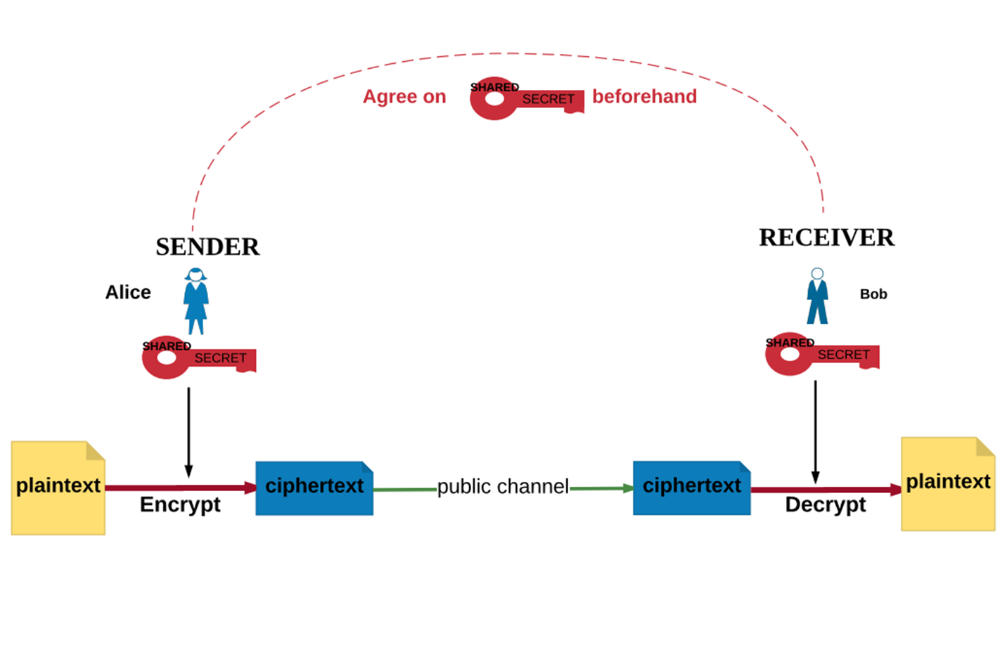 Agree on SHARED SECRET beforehand
SENDER
RECEIVER
Alice
Bob
SHARED SECRET
SHARED SECRET
plaintext
Encrypt
ciphertext
public channel
ciphertext
Decrypt
plaintext